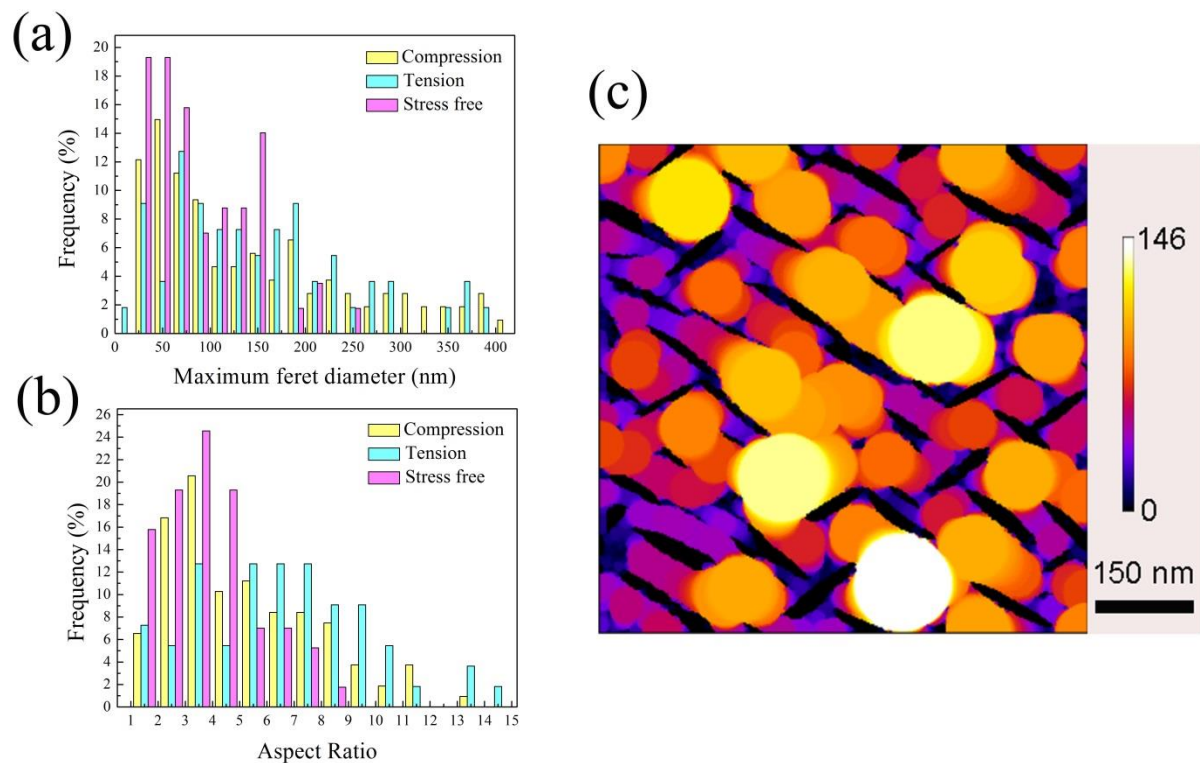 (a)
20
18
16
14
12
10
8
6
4
2
0
Frequency (%)
Compression
Tension
Stress free
0 50 100 150 200 250 300 350 400
Maximum feret diameter (nm)
(b)
26
24
22
20
18
16
14
12
10
8
6
4
2
0
Frequency (%)
Compression
Tension
Stress free
1 2 3 4 5 6 7 8 9 10 11 12 13 14 15
Aspect Ratio
(c)
146
0
150 nm